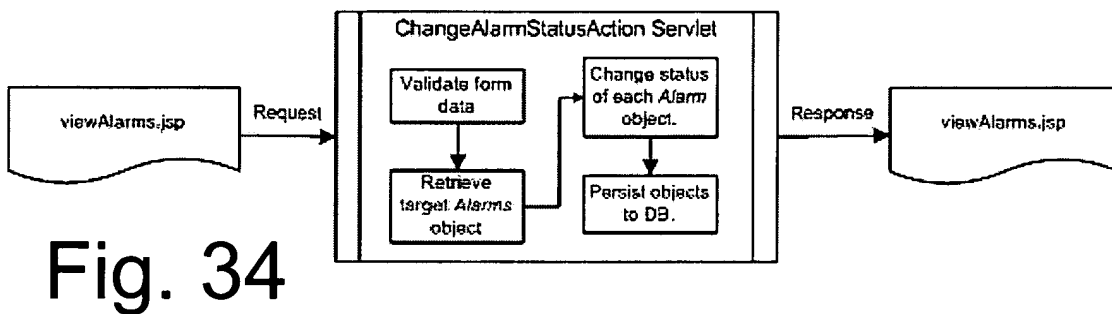 ChangeAlarmStatusAction Servlet
viewAlarms.jsp
Request
Validate form
data
Retrieve
target Alarms
object
Change status
of each Alarm
object.
Persist objects
to DB.
Response
viewAlarms.jsp
Fig. 34